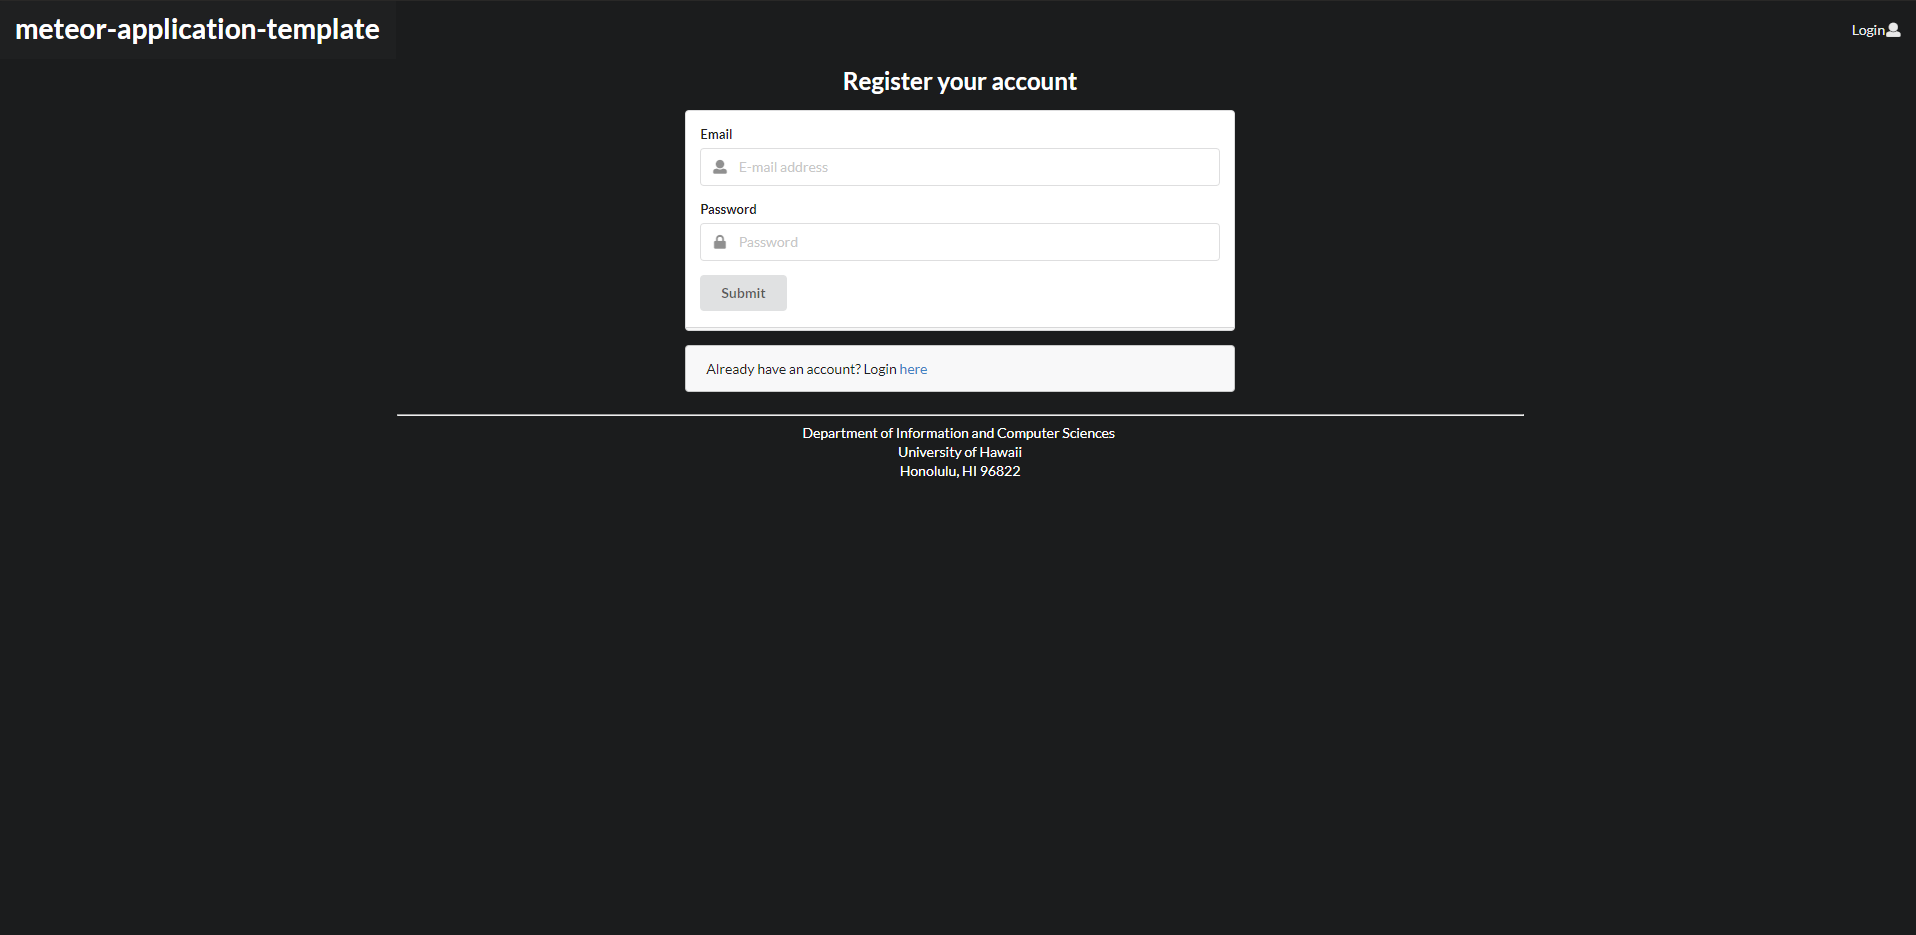 meteor-application-template
Login
Register your account
Email
E-mail address
Password
Password
Submit
Already have an account? Login here
Department of Information and Computer Sciences
University of Hawaii
Honolulu, HI 96822